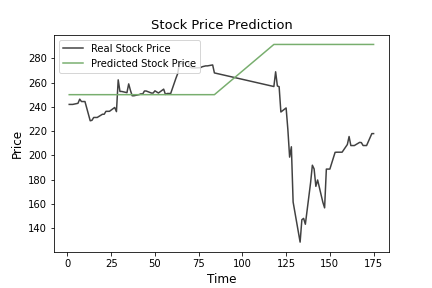 Stock Price Prediction
Real Stock Price
Predicted Stock Price
Price
280
260
240
220
200
180
160
140
0 25 50 75 100 125 150 175
Time